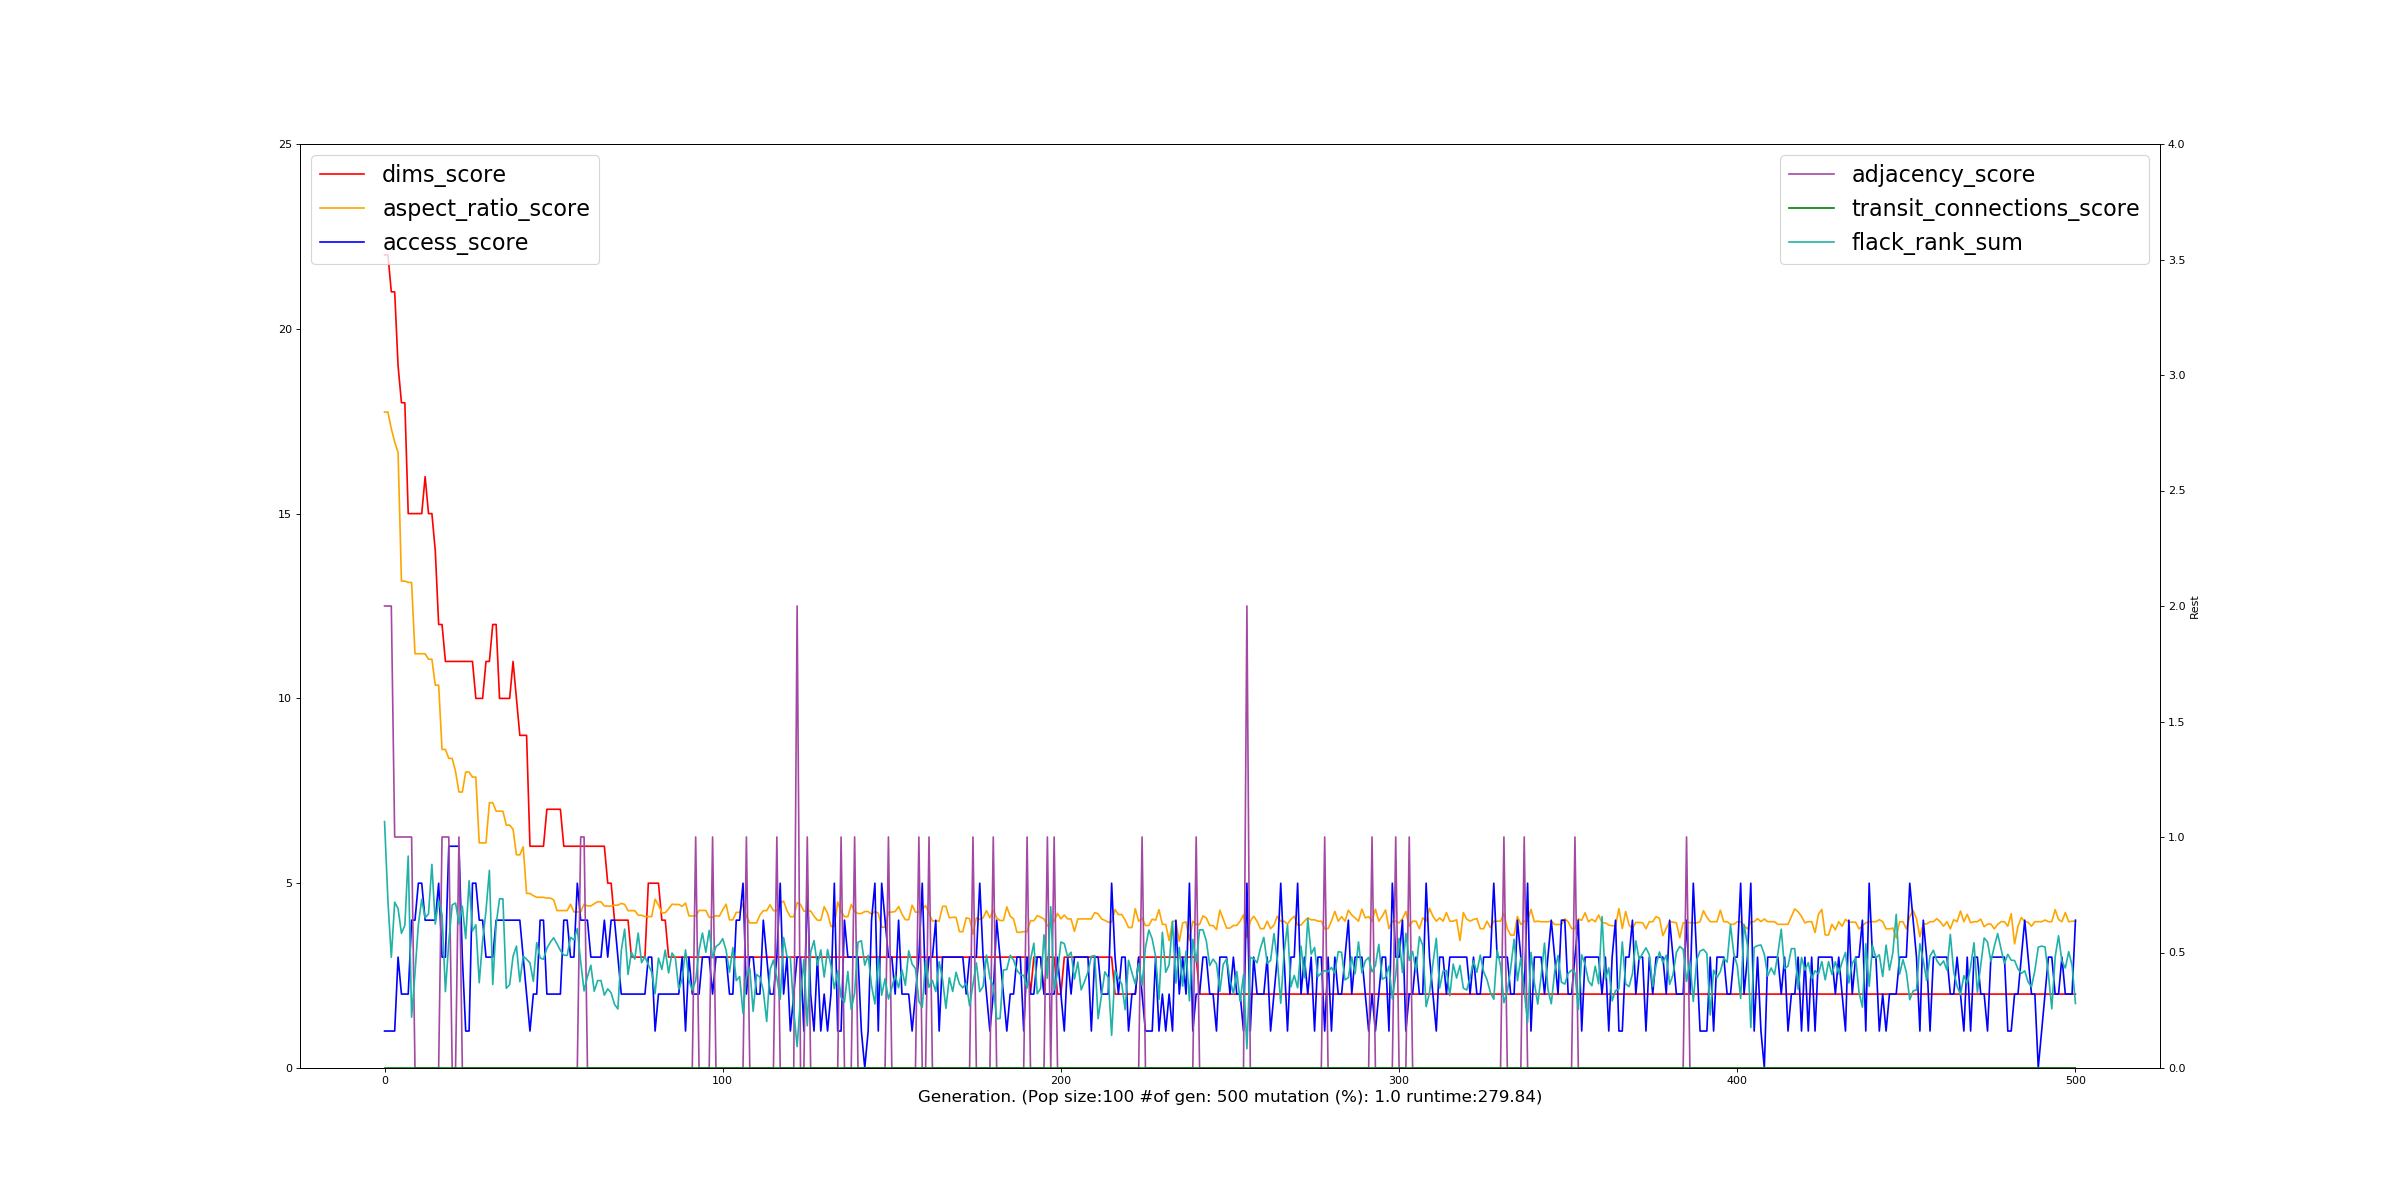 dims_score
aspect_ratio_score
access_score
adjacency_score
transit_connections_score
flack_rank_sum
25
20
15
10
5
0
4.0
3.5
3.0
2.5
2.0
1.5
1.0
0.5
0.0
Rest
0 100 200 300 400 500
Generation. (Pop size:100 #of gen: 500 mutation (%): 1.0 runtime:279.84)